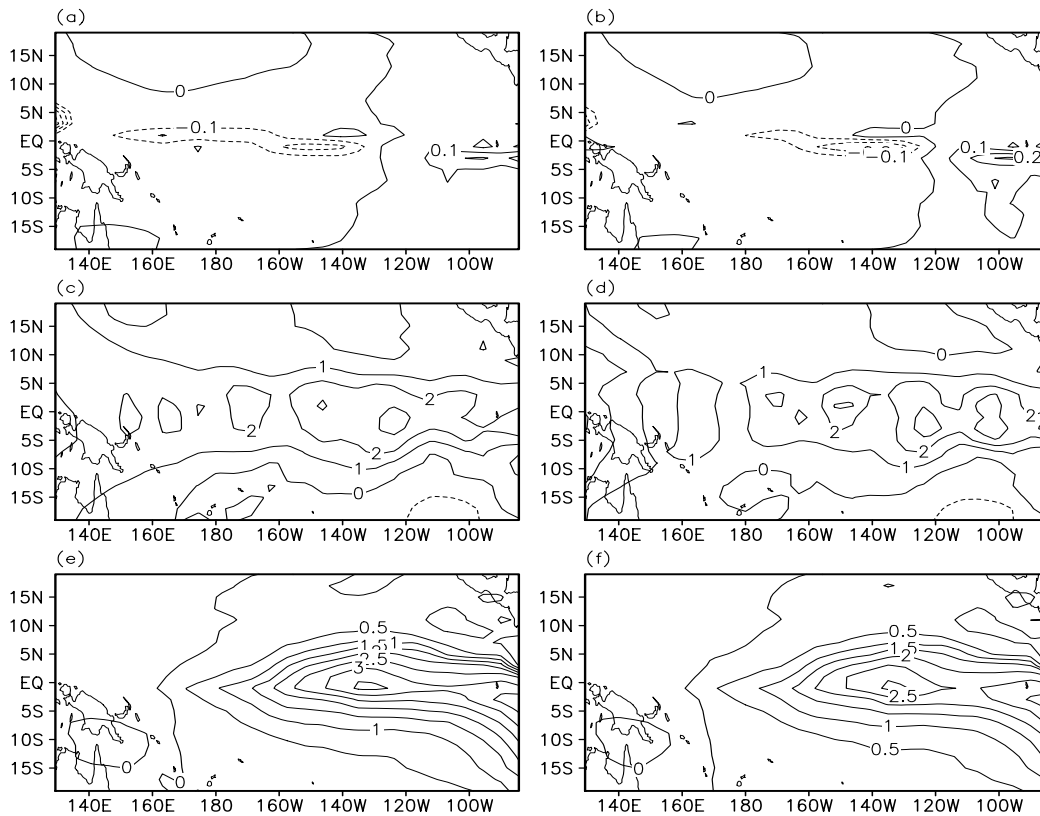 (a) (b)
15N 15N
10N 0 10N 0
5N 0.1 5N 0
EQ 0.1 EQ 0.1
5S 5S −0.1 0.2
10S 10S
15S 15S
140E 160E 180 160W 140W 120W 100W 140E 160E 180 160W 140W 120W 100W
(c) (d)
15N 15N
10N 1 10N 0
5N 2 5N 1
EQ EQ 2
5S 2 2 5S 2 2
10S 1 10S 1 0 1
15S 0 15S
140E 160E 180 160W 140W 120W 100W 140E 160E 180 160W 140W 120W 100W
(e) (f)
15N 15N
10N 0.5 10N 0.5
5N 1 5N 1.5
2.5 2
EQ 3 EQ
5S 5S 2.5
10S 1 10S 1
15S 0 0 15S 0 0.5
140E 160E 180 160W 140W 120W 100W 140E 160E 180 160W 140W 120W 100W